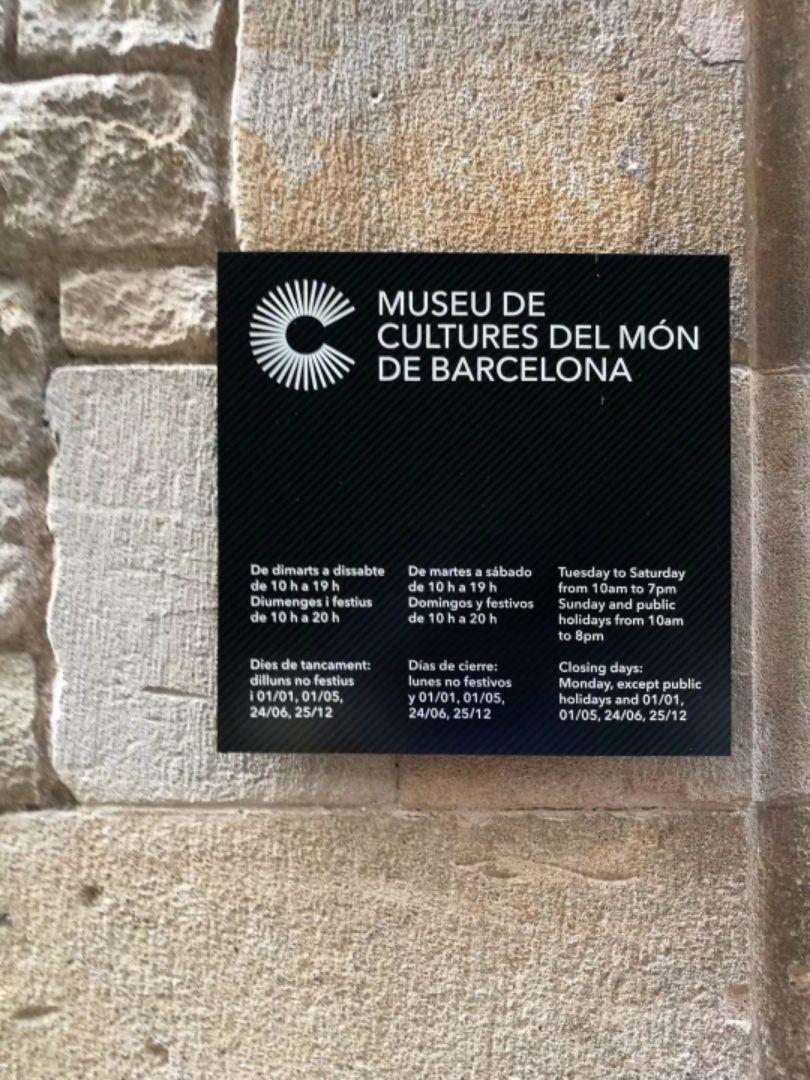 MUSEU DE
CULTURES DEL MÓN
DE BARCELONA
De dimarts a dissabte
de 10 h a 19 h
Diumenges i festius
de 10 h a 20 h
Dies de tancament:
dilluns no festius
i 01/01, 01/05,
24/06, 25/12
De martes a sábado
de 10 h a 19 h
Domingos y festivos
de 10 h a 20 h
Días de cierre:
lunes no festivos
y 01/01, 01/05,
24/06, 25/12
Tuesday to Saturday
from 10am to 7pm
Sunday and public
holidays from 10am
to 8pm
Closing days:
Monday, except public
holidays and 01/01,
01/05, 24/06, 25/12